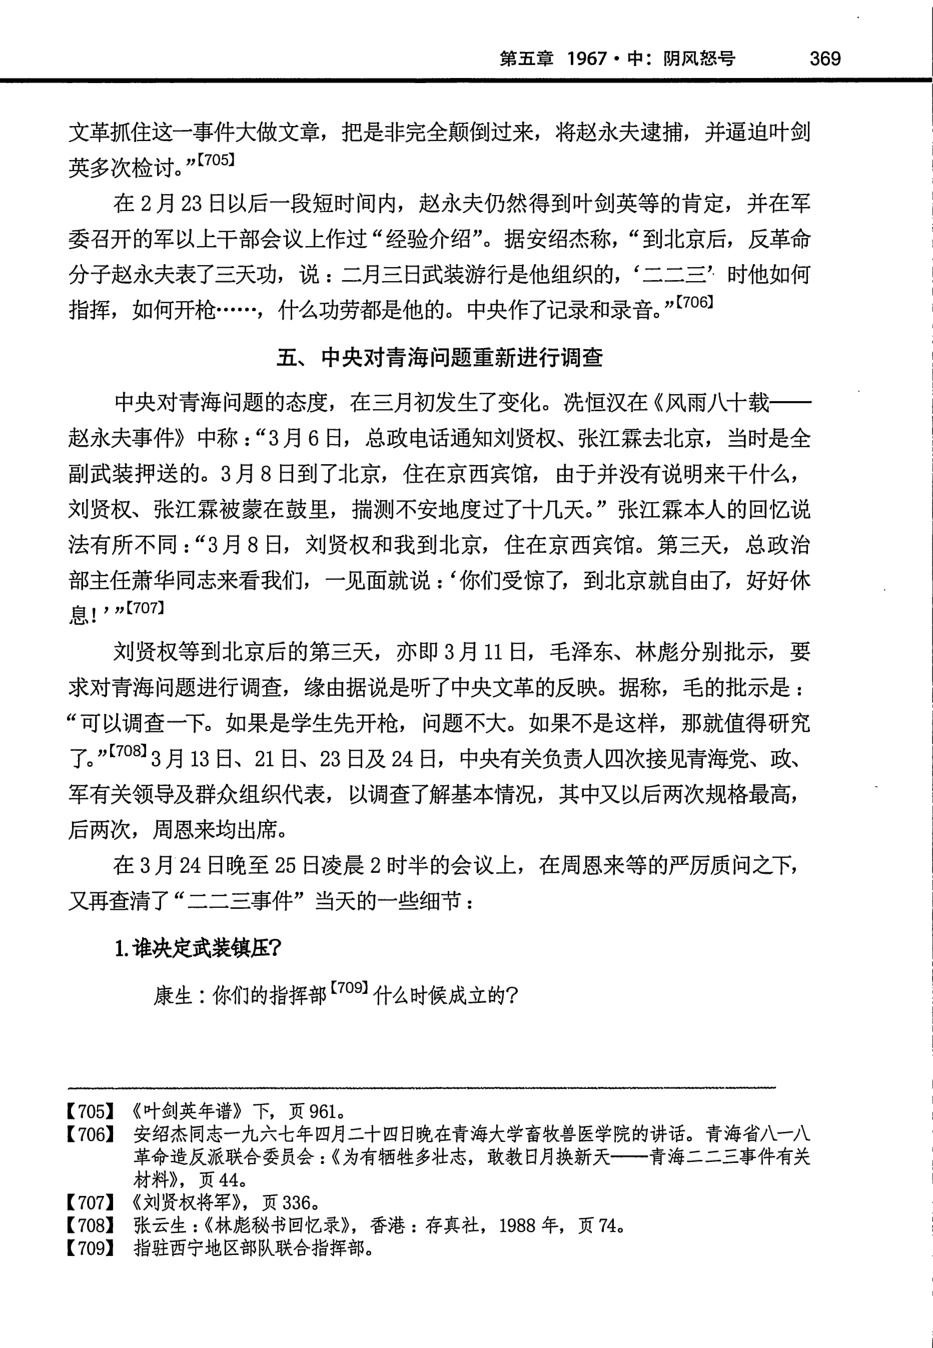 第五章 1967·中：阴风怒号 369
文革抓住这一事件大做文章，把是非完全颠倒过来，将赵永夫逮捕，并逼迫叶剑
英多次检讨。”【705】
在 2 月 23 日以后一段短时间内，赵永夫仍然得到叶剑英等的肯定，并在军
委召开的军以上干部会议上作过“经验介绍”。据安绍杰称，“到北京后，反革命
分子赵永夫表了三天功，说：二月三日武装游行是他组织的，‘二二三’时他如何
指挥，如何开枪……，什么功劳都是他的。中央作了记录和录音。”【706】
五、中央对青海问题重新进行调查
中央对青海问题的态度，在三月初发生了变化。冼恒汉在《风雨八十载——
赵永夫事件》中称：“3 月 6 日，总政电话通知刘贤权、张江霖去北京，当时是全
副武装押送的。3 月 8 日到了北京，住在京西宾馆，由于并没有说明来干什么，
刘贤权、张江霖被蒙在鼓里，揣测不安地度过了十几天。”张江霖本人的回忆说
法有所不同：“3 月 8 日，刘贤权和我到北京，住在京西宾馆。第三天，总政治
部主任萧华同志来看我们，一见面就说：‘你们受惊了，到北京就自由了，好好休
息！’”【707】
刘贤权等到北京后的第三天，亦即 3 月 11 日，毛泽东、林彪分别批示，要
求对青海问题进行调查，缘由据说是听了中央文革的反映。据称，毛的批示是：
“可以调查一下。如果是学生先开枪，问题不大。如果不是这样，那就值得研究
了。”【708】3 月 13 日、21 日、23 日及 24 日，中央有关负责人四次接见青海党、政、
军有关领导及群众组织代表，以调查了解基本情况，其中又以后两次规格最高，
后两次，周恩来均出席。
在 3 月 24 日晚至 25 日凌晨 2 时半的会议上，在周恩来等的严厉质问之下，
又再查清了“二二三事件”当天的一些细节：
1.谁决定武装镇压？
康生：你们的指挥部【709】什么时候成立的？
【705】 《叶剑英年谱》下，页 961。
【706】 安绍杰同志一九六七年四月二十四日晚在青海大学畜牧兽医学院的讲话。青海省八一八
革命造反派联合委员会：《为有牺牲多壮志，敢教日月换新天——青海二二三事件有关
材料》，页 44。
【707】 《刘贤权将军》，页 336。
【708】 张云生：《林彪秘书回忆录》，香港：存真社，1988 年，页 74。
【709】 指驻西宁地区部队联合指挥部。